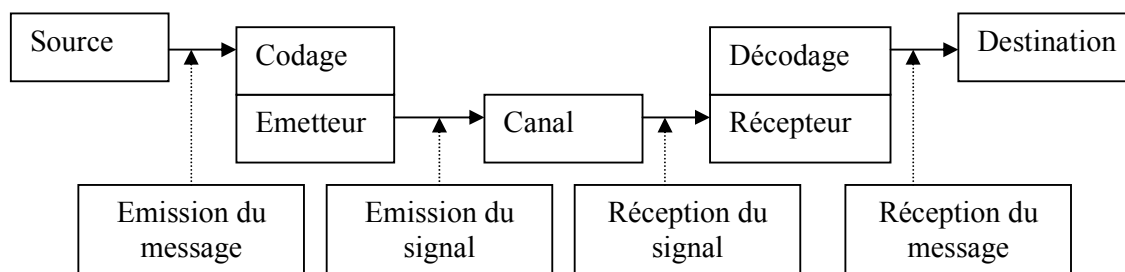 Source
Codage
Emetteur
Canal
Décodage
Récepteur
Destination
Emission du
message
Emission du
signal
Réception du
signal
Réception du
message